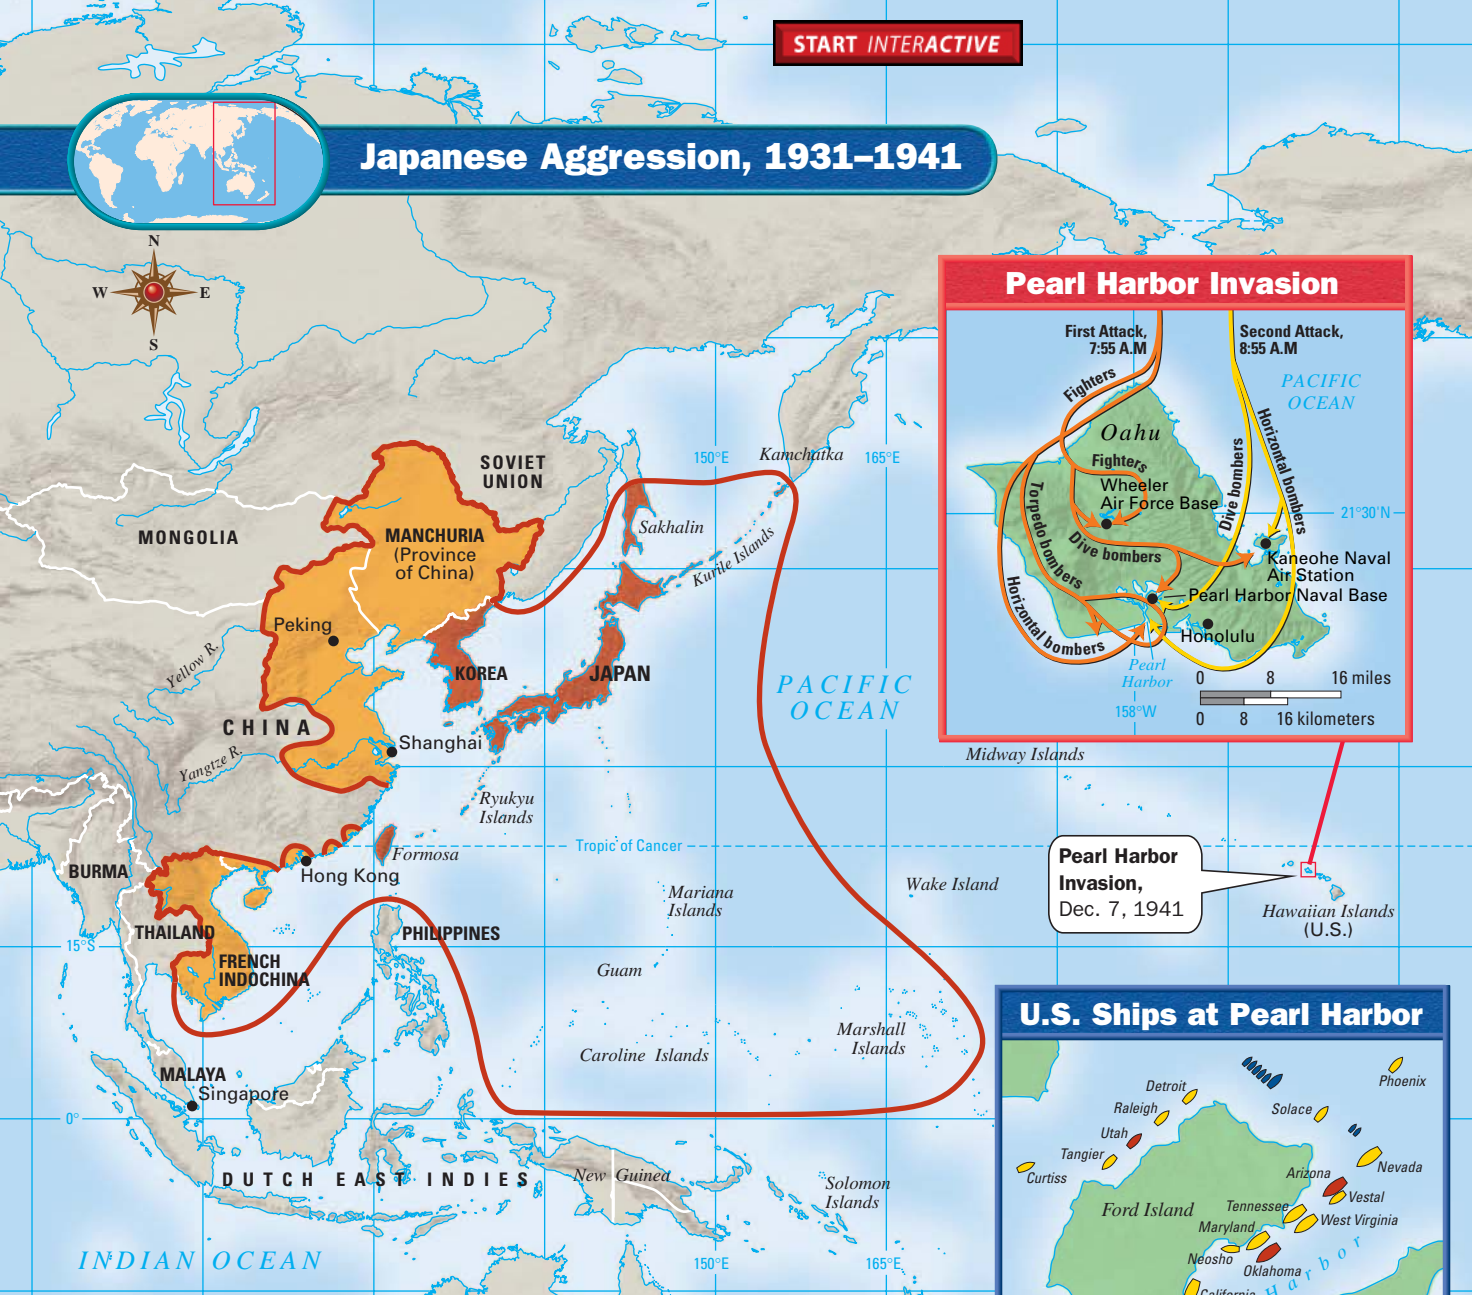 START INTERACTIVE
Japanese Aggression, 1931–1941
N
W
E
S
Pearl Harbor Invasion
First Attack,
7:55 A.M
Second Attack,
8:55 A.M
PACIFIC
OCEAN
Fighters
Oahu
Fighters
Wheeler
Air Force Base
Torpedo bombers
Dive bombers
Dive bombers
Horizontal bombers
Horizontal bombers
21°30'N
Kaneohe Naval
Air Station
Pearl Harbor Naval Base
Honolulu
Pearl
Harbor
158°W
0 8 16 miles
0 8 16 kilometers
150°E
Kamchatka
165°E
SOVIET
UNION
MONGOLIA
MANCHURIA
(Province
of China)
Sakhalin
Kurile Islands
Peking
Yellow R.
KOREA
JAPAN
PACIFIC
OCEAN
CHINA
Shanghai
Yangtze R.
Midway Islands
Ryukyu
Islands
Tropic of Cancer
Formosa
BURMA
Hong Kong
Pearl Harbor
Invasion,
Dec. 7, 1941
Mariana
Islands
Wake Island
Hawaiian Islands
(U.S.)
THAILAND
PHILIPPINES
15°S
FRENCH
INDOCHINA
Guam
Marshall
Islands
Caroline Islands
MALAYA
Singapore
0°
DUTCH EAST INDIES
New Guinea
Solomon
Islands
INDIAN OCEAN
150°E
165°E
U.S. Ships at Pearl Harbor
Phoenix
Detroit
Raleigh
Solace
Utah
Tangier
Curtiss
Nevada
Arizona
Vestal
Ford Island
Tennessee
West Virginia
Maryland
Neosho
Oklahoma
California
Harbor